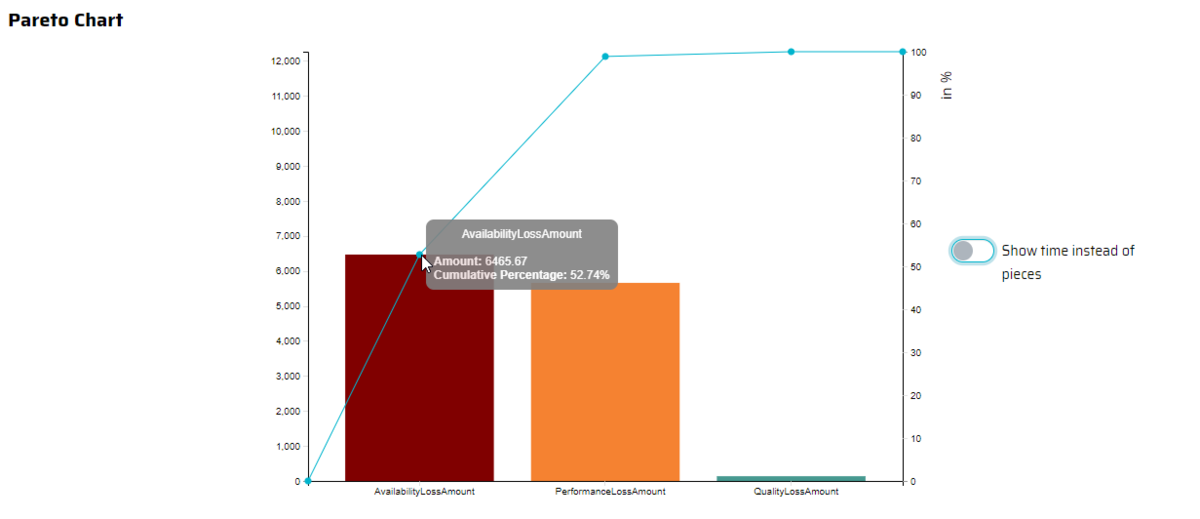 Pareto Chart
12,000
11,000
10,000
9,000
8,000
7,000
6,000
5,000
4,000
3,000
2,000
1,000
0
AvailabilityLossAmount
Amount: 6465.67
Cumulative Percentage: 52.74%
AvailabilityLossAmount
PerformanceLossAmount
QualityLossAmount
100
90
80
70
60
50
40
30
20
10
0
in %
Show time instead of
pieces